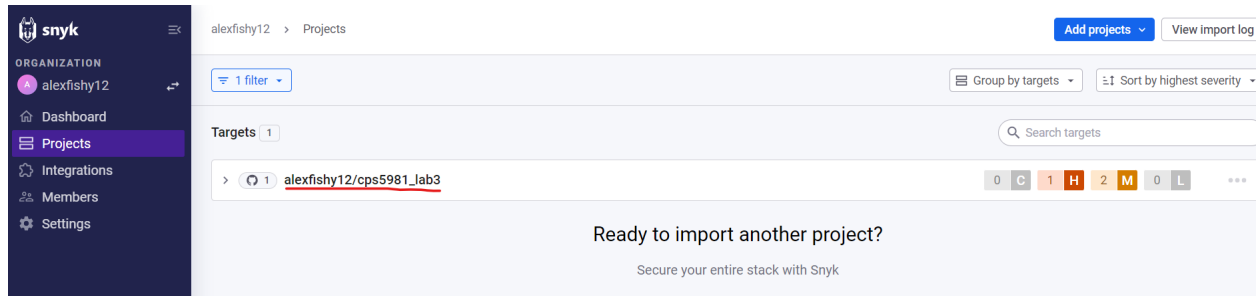 snyk
alexfishy12 > Projects
Add projects
View import log
ORGANIZATION
A alexfishy12
1 filter
Group by targets
Sort by highest severity
Dashboard
Projects
Integrations
Members
Settings
Targets 1
Search targets
1 alexfishy12/cps5981_lab3
0 C 1 H 2 M 0 L
Ready to import another project?
Secure your entire stack with Snyk